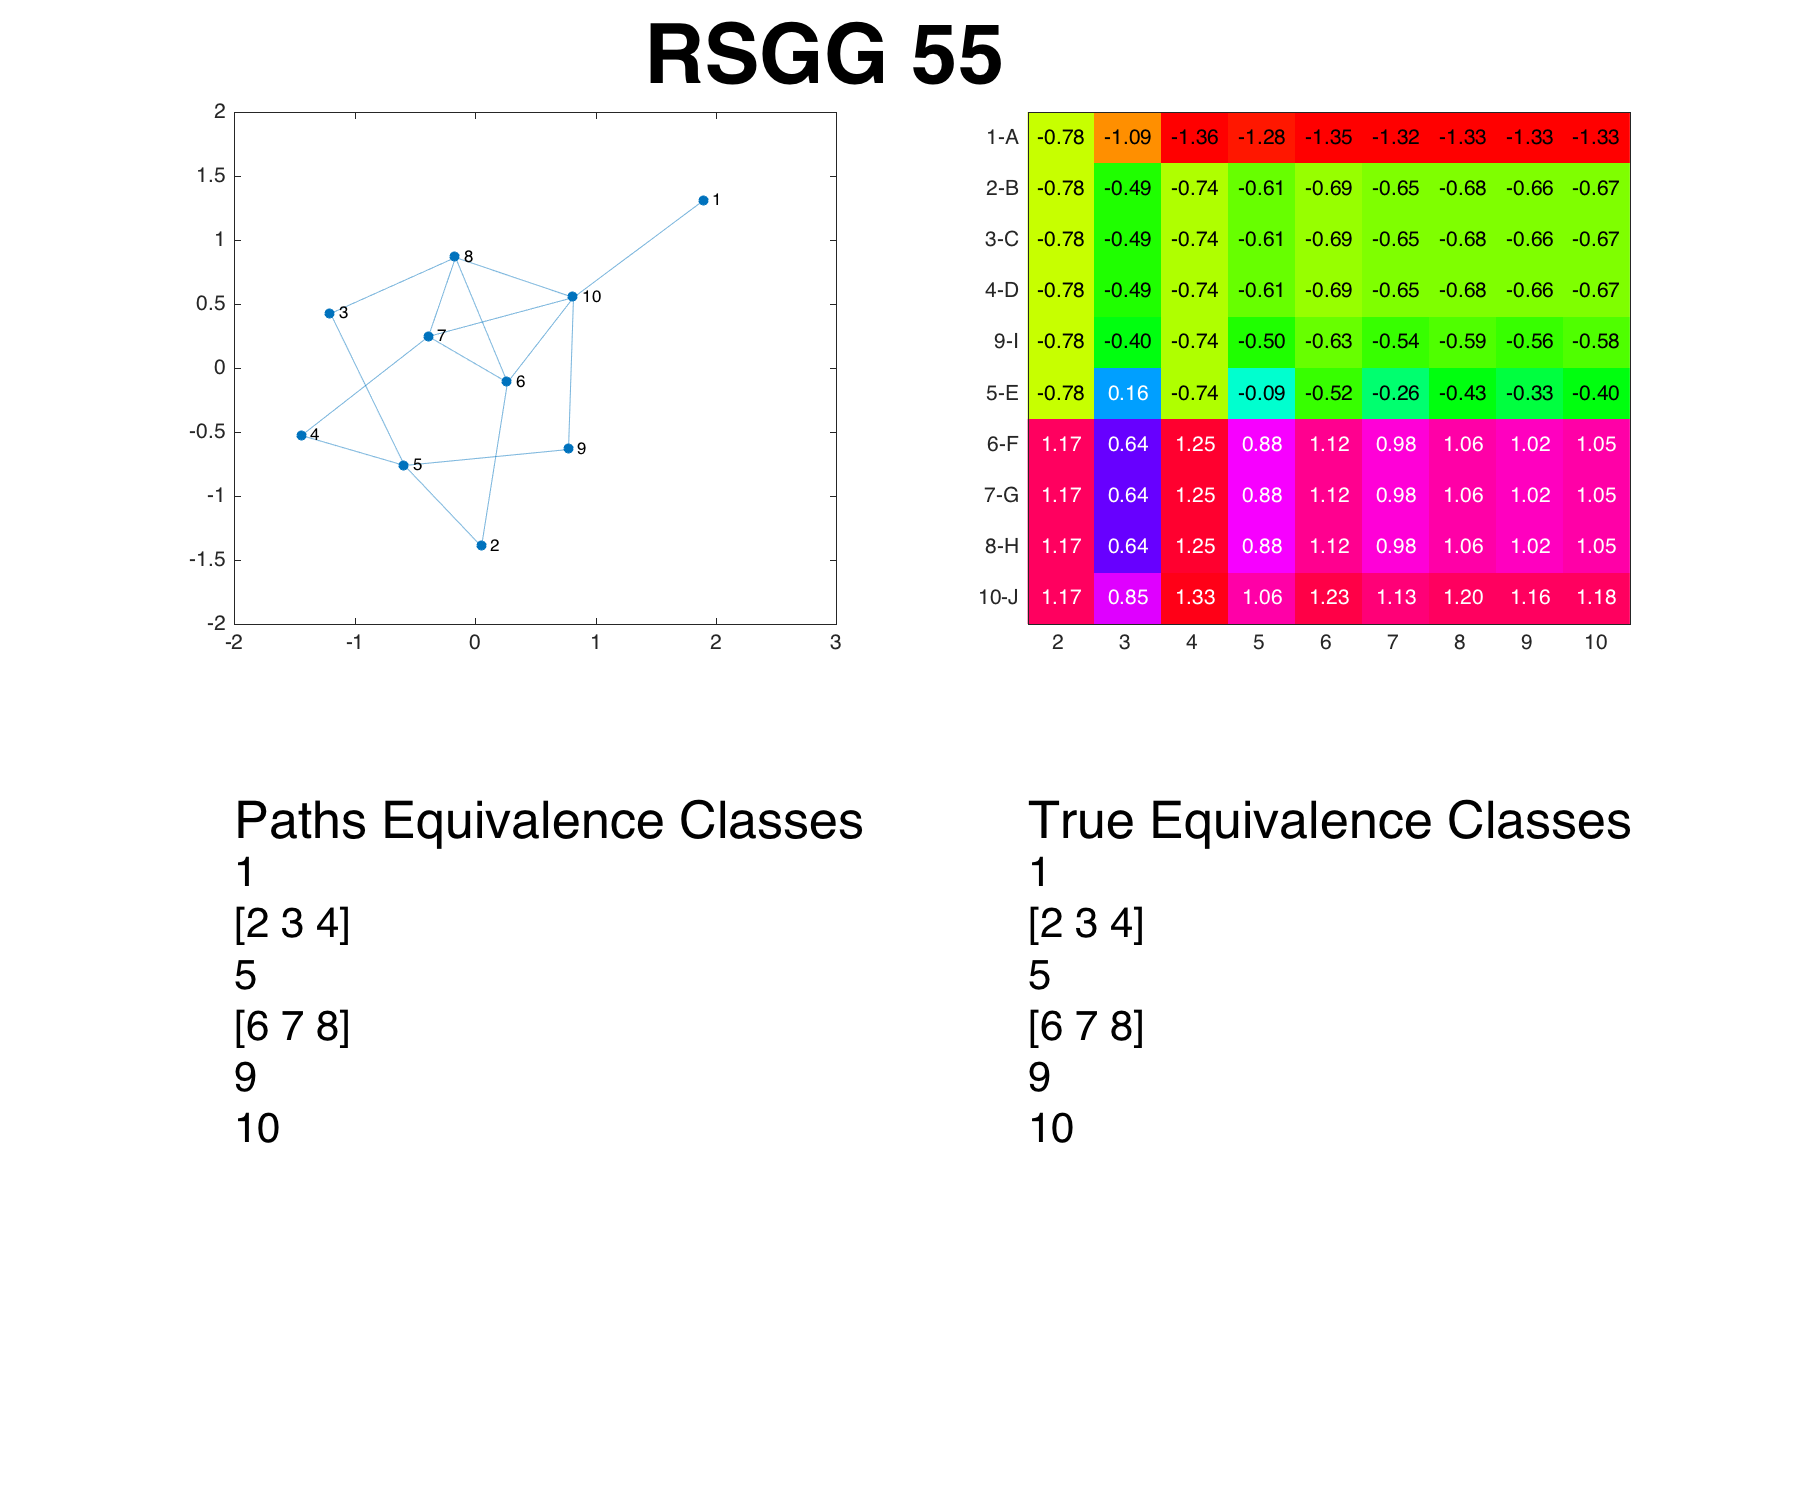 RSGG 55
2
1.5
1
0.5
0
-0.5
-1
-1.5
-2
-2 -1 0 1 2 3
1
8
10
3
7
6
4
9
5
2
1-A -0.78 -1.09 -1.36 -1.28 -1.35 -1.32 -1.33 -1.33 -1.33
2-B -0.78 -0.49 -0.74 -0.61 -0.69 -0.65 -0.68 -0.66 -0.67
3-C -0.78 -0.49 -0.74 -0.61 -0.69 -0.65 -0.68 -0.66 -0.67
4-D -0.78 -0.49 -0.74 -0.61 -0.69 -0.65 -0.68 -0.66 -0.67
9-I -0.78 -0.40 -0.74 -0.50 -0.63 -0.54 -0.59 -0.56 -0.58
5-E -0.78 0.16 -0.74 -0.09 -0.52 -0.26 -0.43 -0.33 -0.40
6-F 1.17 0.64 1.25 0.88 1.12 0.98 1.06 1.02 1.05
7-G 1.17 0.64 1.25 0.88 1.12 0.98 1.06 1.02 1.05
8-H 1.17 0.64 1.25 0.88 1.12 0.98 1.06 1.02 1.05
10-J 1.17 0.85 1.33 1.06 1.23 1.13 1.20 1.16 1.18
2 3 4 5 6 7 8 9 10
Paths Equivalence Classes
1
[2 3 4]
5
[6 7 8]
9
10
True Equivalence Classes
1
[2 3 4]
5
[6 7 8]
9
10